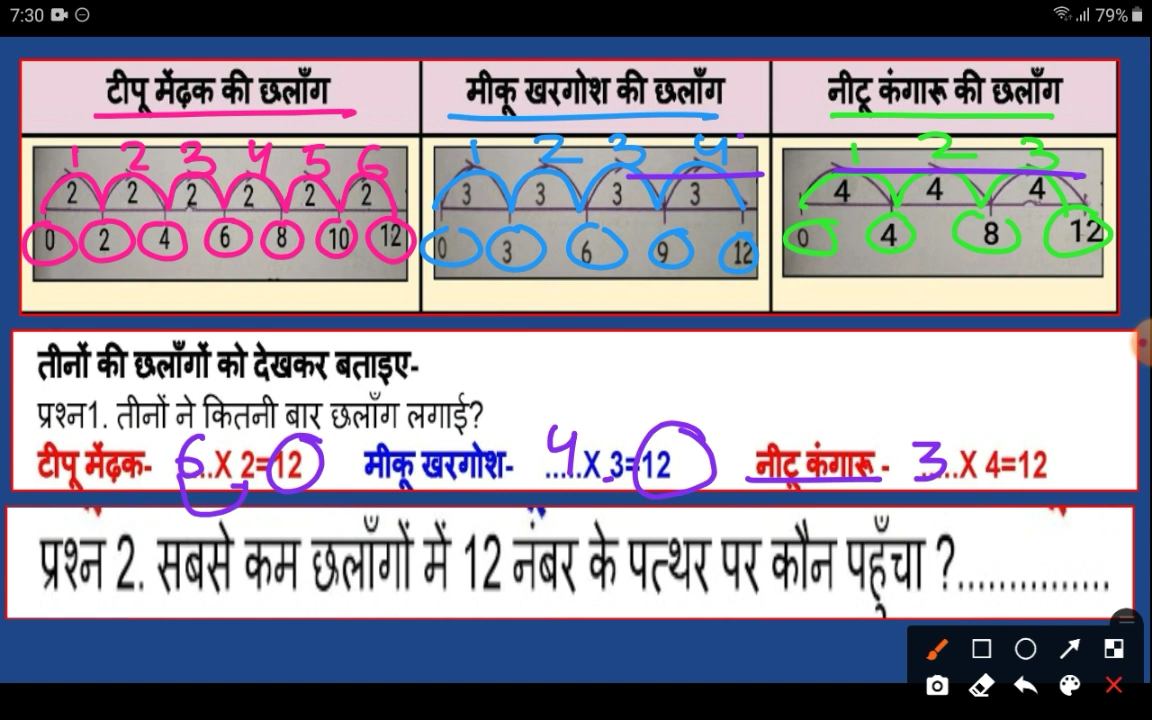 7:30 79%
टीपू मेंढ़क की छलाँग मीकू खरगोश की छलाँग नीटू कंगारू की छलाँग
1 2 3 4 5 6 1 2 3 4 1 2 3
2 2 2 2 2 2 3 3 3 3 4 4 4
0 2 4 6 8 10 12 0 3 6 9 12 0 4 8 12
तीनों की छलाँगों को देखकर बताइए-
प्रश्न1. तीनों ने कितनी बार छलाँग लगाई?
टीपू मेंढ़क- 6...X 2=12 मीकू खरगोश- ..4..X 3=12 नीटू कंगारू - 3.....X 4=12
प्रश्न 2. सबसे कम छलाँगों में 12 नंबर के पत्थर पर कौन पहुँचा ?...............